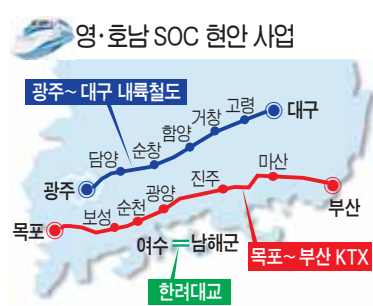 영·호남 SOC 현안 사업
광주~대구 내륙철도
고령
대구
거창
함양
순창
담양
광주
마산
진주
부산
광양
순천
보성
목포
여수 남해군
목포~부산 KTX
한려대교